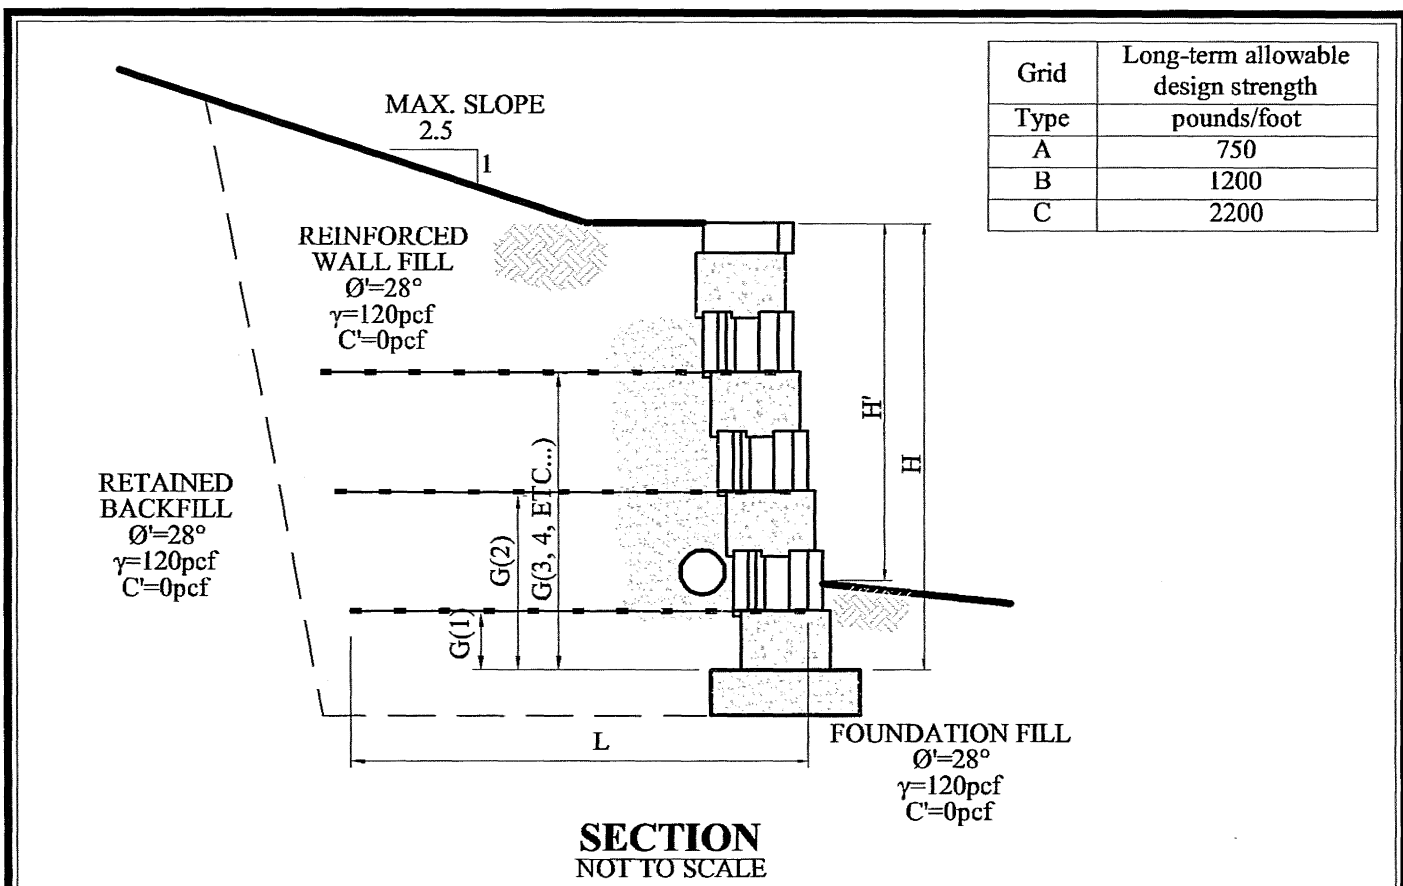 Grid
Long-term allowable
design strength
Type
pounds/foot
A
750
B
1200
C
2200
MAX. SLOPE
2.5
1
REINFORCED
WALL FILL
Ø'=28°
γ=120pcf
C'=0pcf
RETAINED
BACKFILL
Ø'=28°
γ=120pcf
C'=0pcf
G(1)
G(2)
G(3, 4, ETC...)
H'
H
L
FOUNDATION FILL
Ø'=28°
γ=120pcf
C'=0pcf
SECTION
NOT TO SCALE